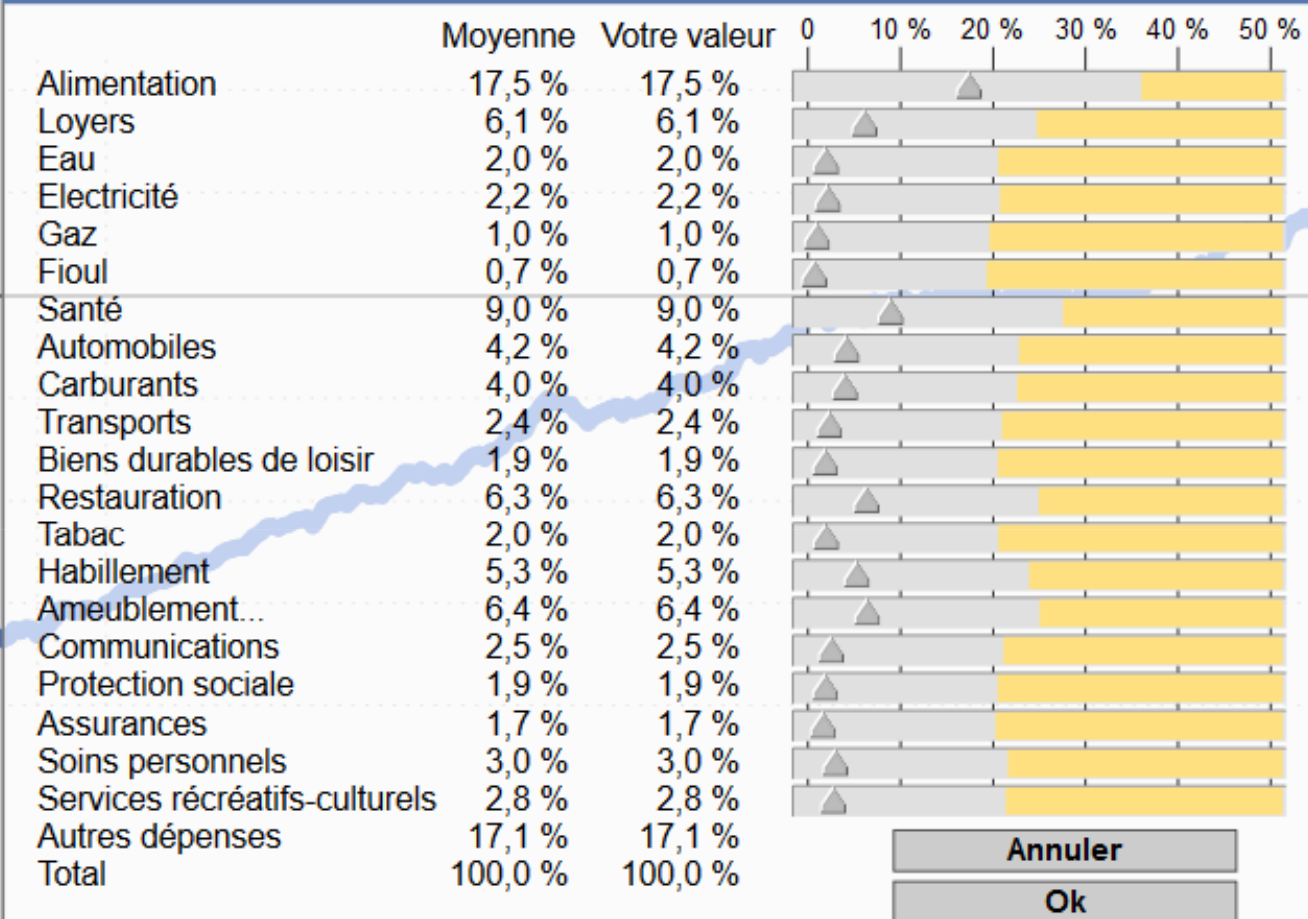 Moyenne Votre valeur 0 10 % 20 % 30 % 40 % 50 %
Alimentation 17,5 % 17,5 %
Loyers 6,1 % 6,1 %
Eau 2,0 % 2,0 %
Electricité 2,2 % 2,2 %
Gaz 1,0 % 1,0 %
Fioul 0,7 % 0,7 %
Santé 9,0 % 9,0 %
Automobiles 4,2 % 4,2 %
Carburants 4,0 % 4,0 %
Transports 2,4 % 2,4 %
Biens durables de loisir 1,9 % 1,9 %
Restauration 6,3 % 6,3 %
Tabac 2,0 % 2,0 %
Habillement 5,3 % 5,3 %
Ameublement... 6,4 % 6,4 %
Communications 2,5 % 2,5 %
Protection sociale 1,9 % 1,9 %
Assurances 1,7 % 1,7 %
Soins personnels 3,0 % 3,0 %
Services récréatifs-culturels 2,8 % 2,8 %
Autres dépenses 17,1 % 17,1 %
Total 100,0 % 100,0 %
Annuler
Ok